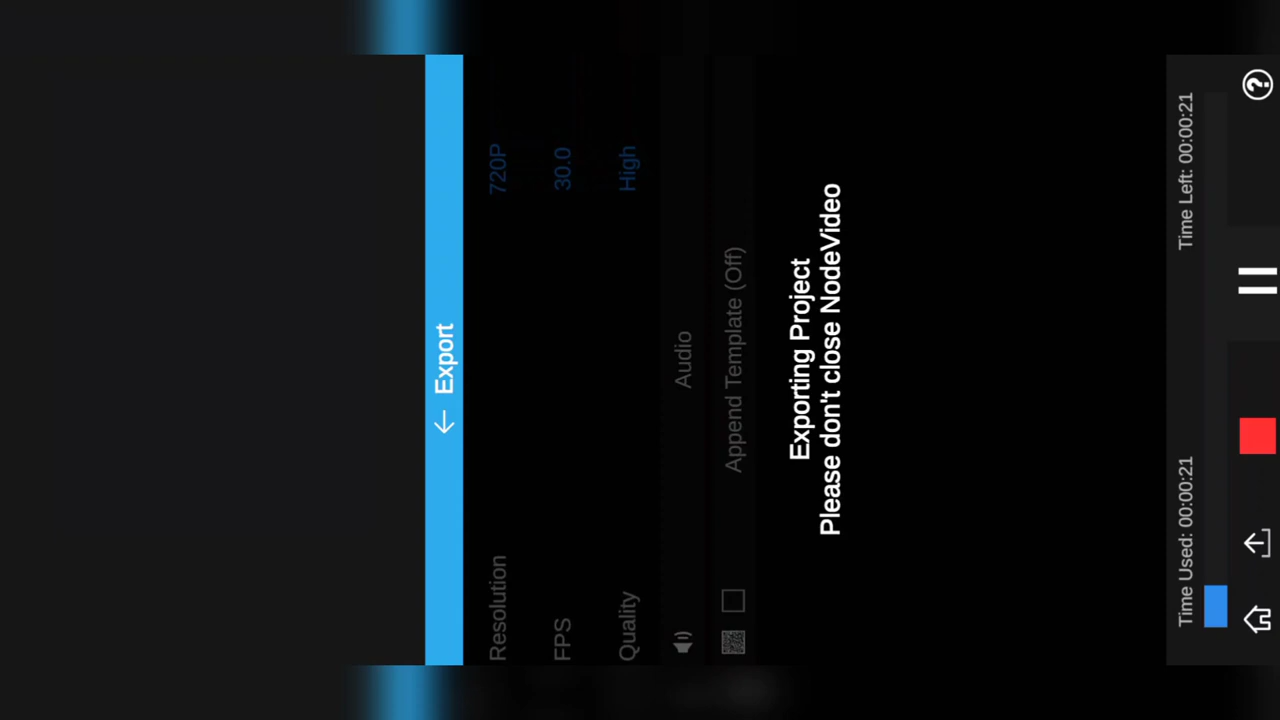 Export
Resolution
720P
FPS
30.0
Quality
High
Audio
Append Template (Off)
Exporting Project
Please don't close NodeVideo
Time Used: 00:00:21
Time Left: 00:00:21